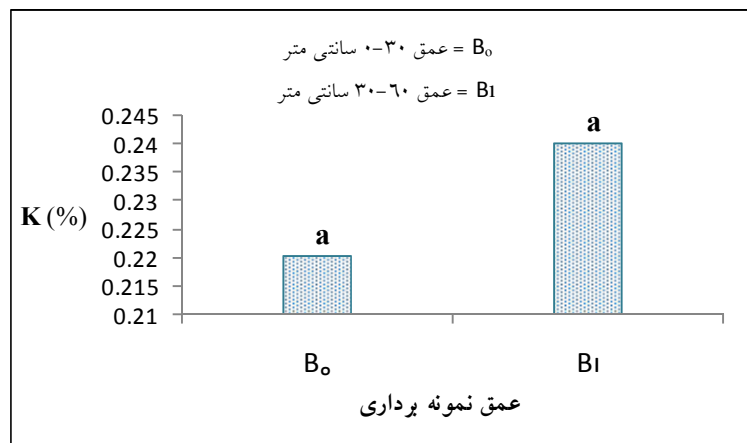 B₀ = عمق ۳۰-۰ سانتی متر
B1 = عمق ٦٠-۳۰ سانتی متر
0.245
0.24
0.235
0.23
0.225
0.22
0.215
0.21
K (%)
a
a
B₀
B1
عمق نمونه برداری